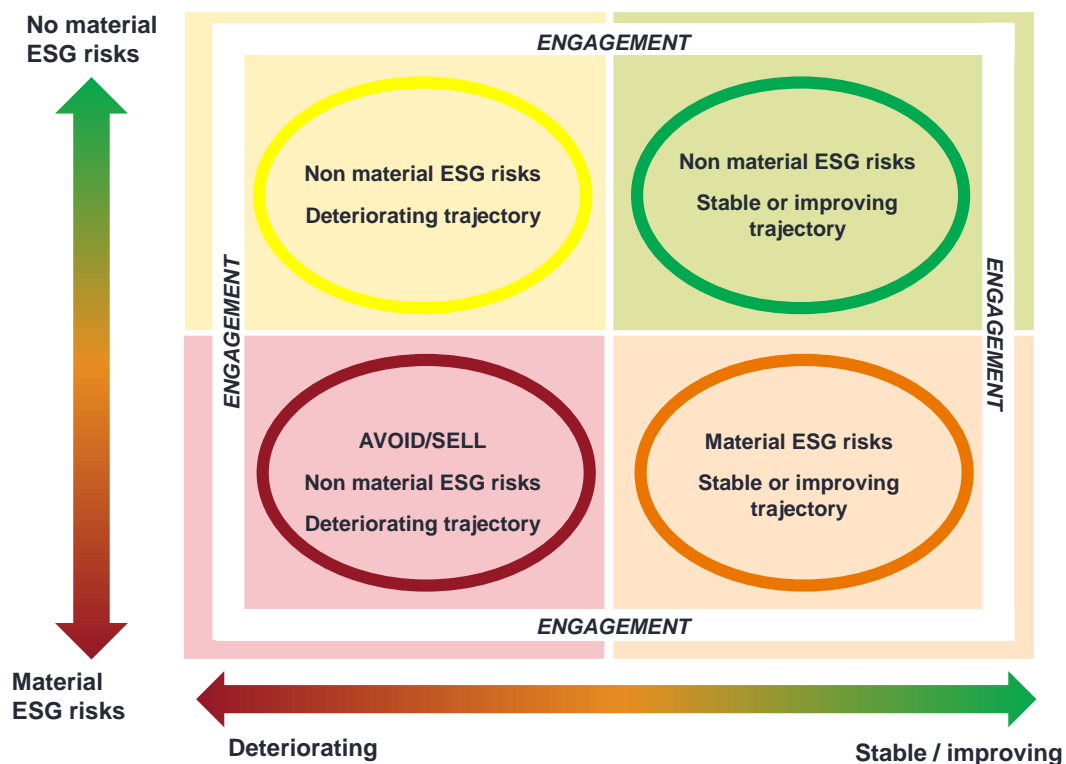 No material
ESG risks
ENGAGEMENT
Non material ESG risks
Deteriorating trajectory
Non material ESG risks
Stable or improving
trajectory
ENGAGEMENT
ENGAGEMENT
AVOID/SELL
Non material ESG risks
Deteriorating trajectory
Material ESG risks
Stable or improving
trajectory
ENGAGEMENT
Material
ESG risks
Deteriorating
Stable / improving